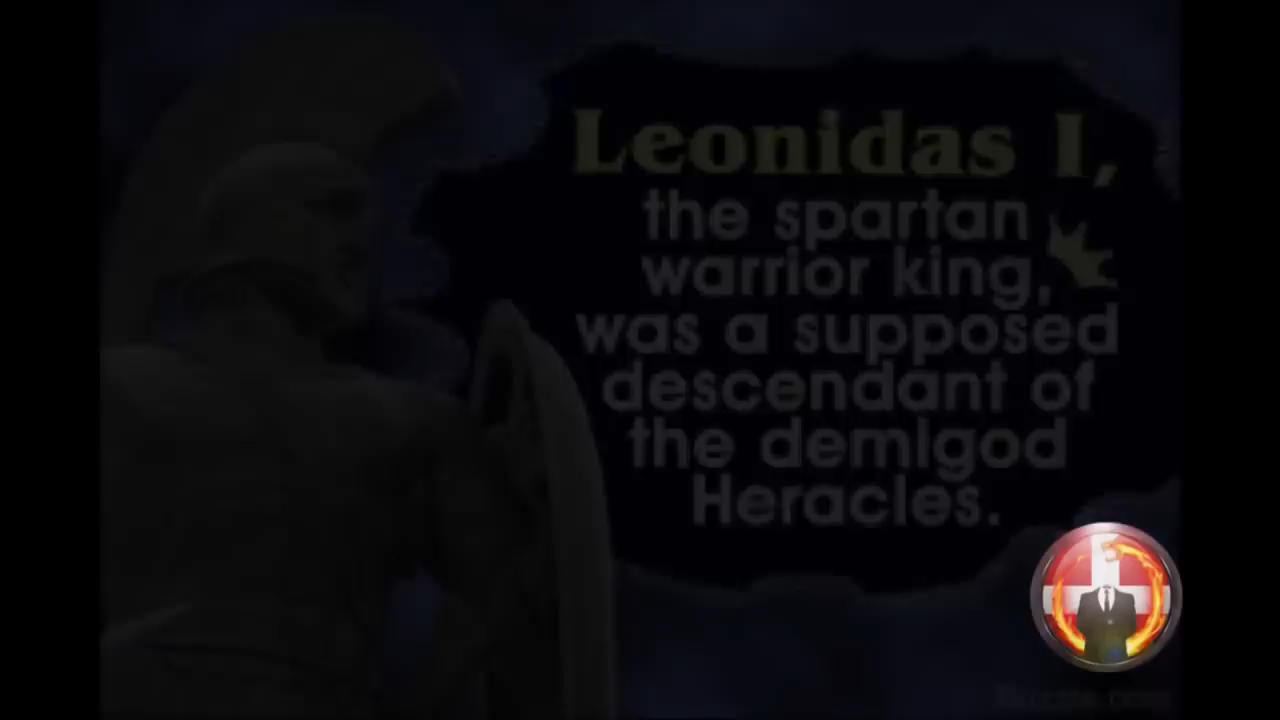 Leonidas I,
the spartan
warrior king,
was a supposed
descendant of
the demigod
Heracles.